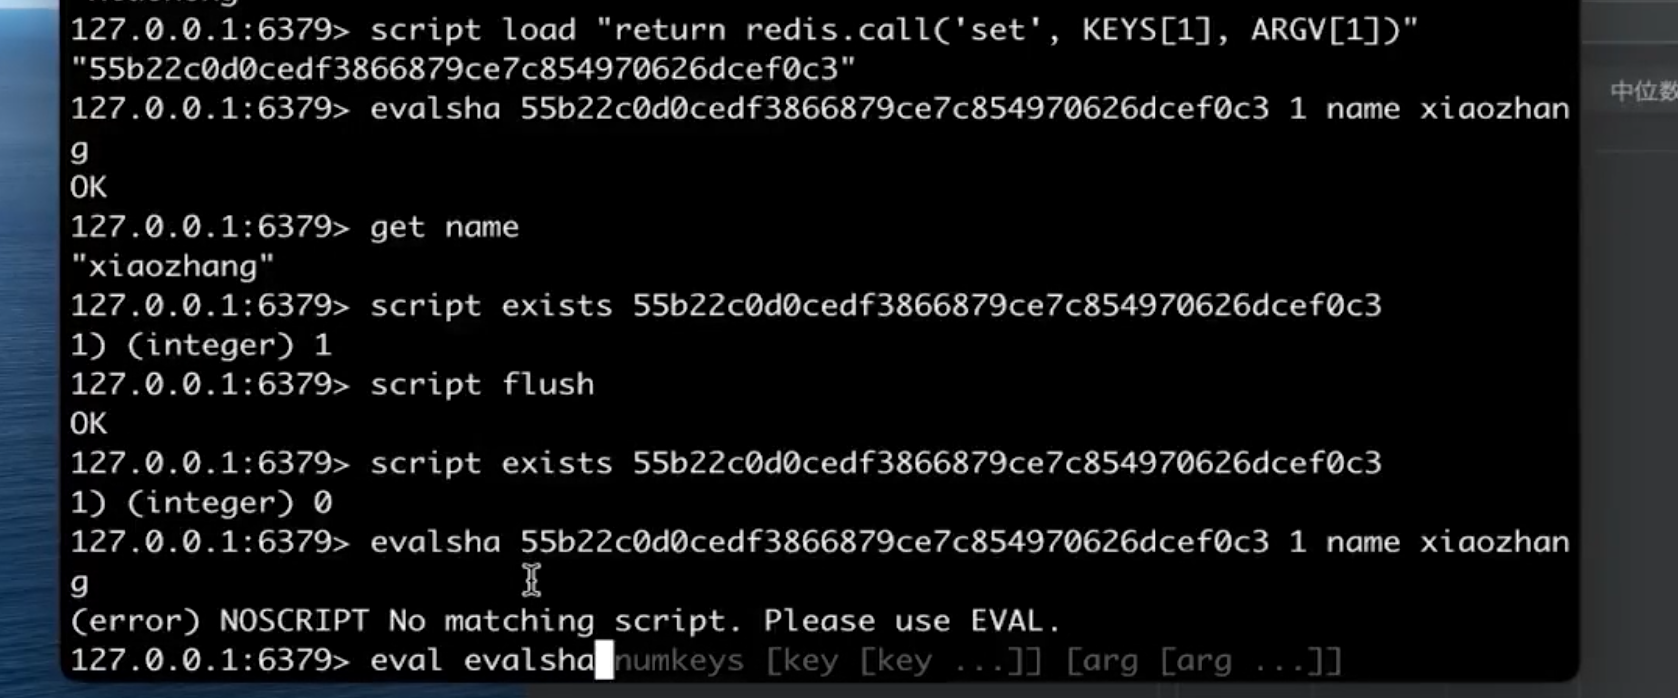 127.0.0.1:6379> script load "return redis.call('set', KEYS[1], ARGV[1])"
"55b22c0d0cedf3866879ce7c854970626dcef0c3"
127.0.0.1:6379> evalsha 55b22c0d0cedf3866879ce7c854970626dcef0c3 1 name xiaozhan
g
OK
127.0.0.1:6379> get name
"xiaozhang"
127.0.0.1:6379> script exists 55b22c0d0cedf3866879ce7c854970626dcef0c3
1) (integer) 1
127.0.0.1:6379> script flush
OK
127.0.0.1:6379> script exists 55b22c0d0cedf3866879ce7c854970626dcef0c3
1) (integer) 0
127.0.0.1:6379> evalsha 55b22c0d0cedf3866879ce7c854970626dcef0c3 1 name xiaozhan
g
(error) NOSCRIPT No matching script. Please use EVAL.
127.0.0.1:6379> eval evalsha numkeys [key [key ...]] [arg [arg ...]]
中位数